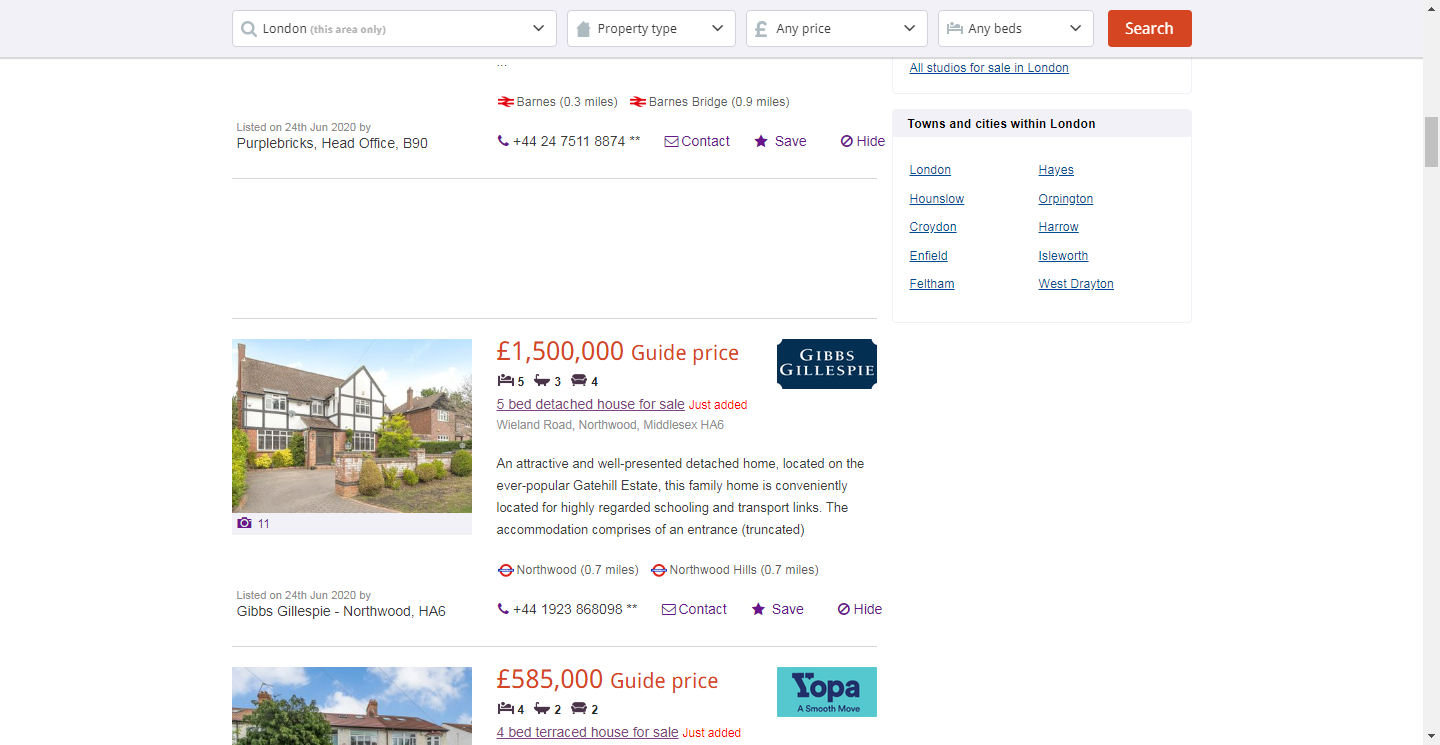 London (this area only)
Property type
Any price
Any beds
Search
...
Barnes (0.3 miles) Barnes Bridge (0.9 miles)
Listed on 24th Jun 2020 by
Purplebricks, Head Office, B90
+44 24 7511 8874 ** Contact Save Hide
All studios for sale in London
Towns and cities within London
London Hayes
Hounslow Orpington
Croydon Harrow
Enfield Isleworth
Feltham West Drayton
£1,500,000 Guide price
5 3 4
GIBBS
GILLESPIE
5 bed detached house for sale Just added
Wieland Road, Northwood, Middlesex HA6
An attractive and well-presented detached home, located on the
ever-popular Gatehill Estate, this family home is conveniently
located for highly regarded schooling and transport links. The
accommodation comprises of an entrance (truncated)
11
Northwood (0.7 miles) Northwood Hills (0.7 miles)
Listed on 24th Jun 2020 by
Gibbs Gillespie - Northwood, HA6
+44 1923 868098 ** Contact Save Hide
£585,000 Guide price
4 2 2
Yopa
A Smooth Move
4 bed terraced house for sale Just added